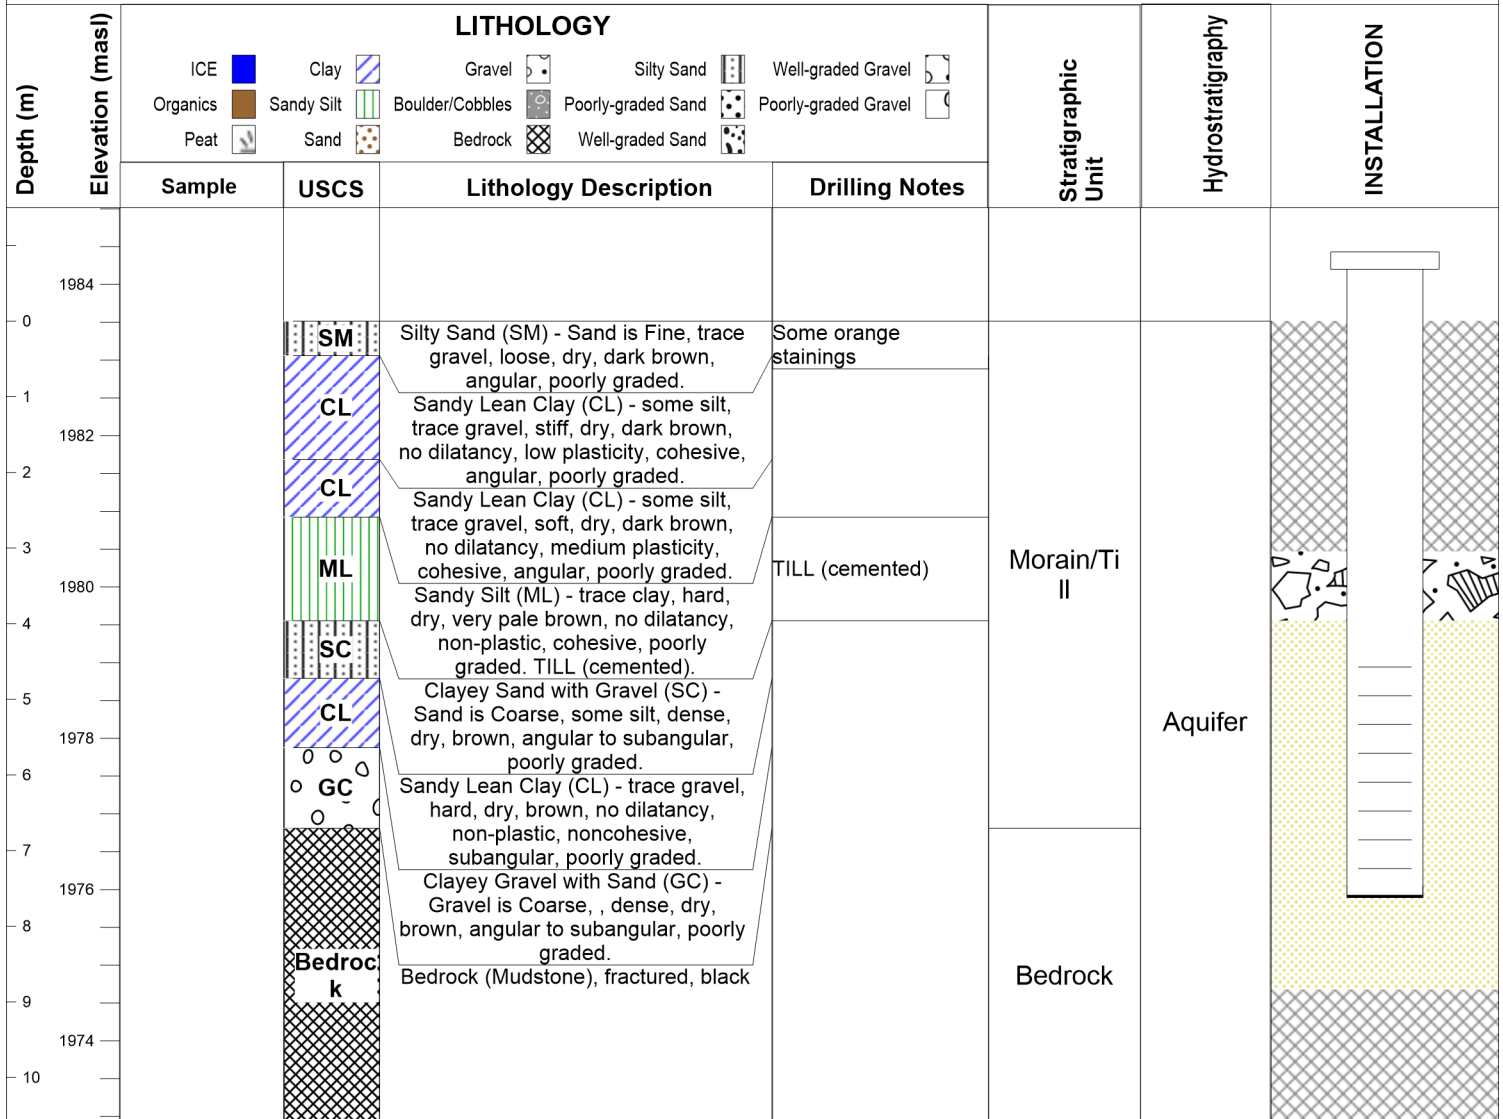 LITHOLOGY
ICE
Clay
Gravel
Silty Sand
Well-graded Gravel
Organics
Sandy Silt
Boulder/Cobbles
Poorly-graded Sand
Poorly-graded Gravel
Peat
Sand
Bedrock
Well-graded Sand
Depth (m)
Elevation (masl)
Sample
USCS
Lithology Description
Drilling Notes
Stratigraphic
Unit
Hydrostratigraphy
INSTALLATION
0
1
2
3
4
5
6
7
8
9
10
1984
1982
1980
1978
1976
1974
SM
CL
CL
ML
SC
CL
GC
Bedroc
k
Silty Sand (SM) - Sand is Fine, trace
gravel, loose, dry, dark brown,
angular, poorly graded.
Sandy Lean Clay (CL) - some silt,
trace gravel, stiff, dry, dark brown,
no dilatancy, low plasticity, cohesive,
angular, poorly graded.
Sandy Lean Clay (CL) - some silt,
trace gravel, soft, dry, dark brown,
no dilatancy, medium plasticity,
cohesive, angular, poorly graded.
Sandy Silt (ML) - trace clay, hard,
dry, very pale brown, no dilatancy,
non-plastic, cohesive, poorly
graded. TILL (cemented).
Clayey Sand with Gravel (SC) -
Sand is Coarse, some silt, dense,
dry, brown, angular to subangular,
poorly graded.
Sandy Lean Clay (CL) - trace gravel,
hard, dry, brown, no dilatancy,
non-plastic, noncohesive,
subangular, poorly graded.
Clayey Gravel with Sand (GC) -
Gravel is Coarse, , dense, dry,
brown, angular to subangular, poorly
graded.
Bedrock (Mudstone), fractured, black
Some orange
stainings
TILL (cemented)
Morain/Ti
ll
Bedrock
Aquifer